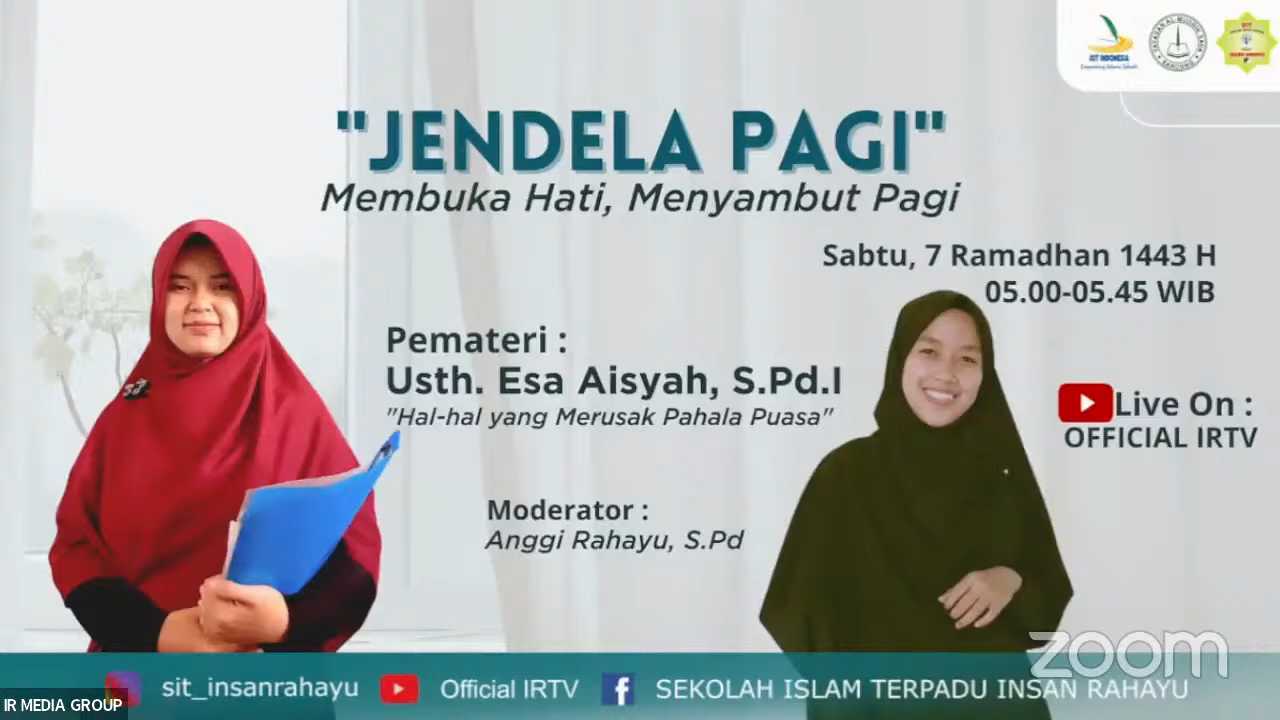 JSIT INDONESIA
"JENDELA PAGI"
Membuka Hati, Menyambut Pagi
Sabtu, 7 Ramadhan 1443 H
05.00-05.45 WIB
Pemateri :
Usth. Esa Aisyah, S.Pd.I
"Hal-hal yang Merusak Pahala Puasa"
Live On :
OFFICIAL IRTV
Moderator :
Anggi Rahayu, S.Pd
zoom
sit_insanrahayu
Official IRTV
SEKOLAH ISLAM TERPADU INSAN RAHAYU
IR MEDIA GROUP